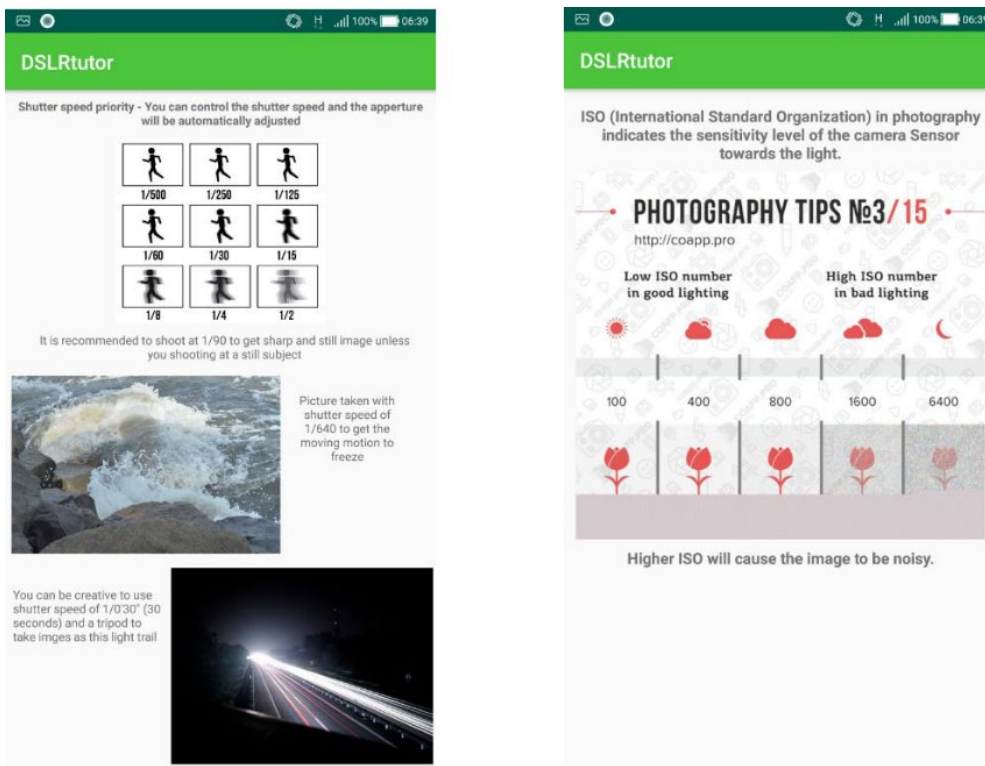 H 100% 06:39
DSLRtutor
Shutter speed priority - You can control the shutter speed and the apperture
will be automatically adjusted
1/500 1/250 1/125
1/60 1/30 1/15
1/8 1/4 1/2
It is recommended to shoot at 1/90 to get sharp and still image unless
you shooting at a still subject
Picture taken with
shutter speed of
1/640 to get the
moving motion to
freeze
You can be creative to use
shutter speed of 1/0'30" (30
seconds) and a tripod to
take imges as this light trail
H 100% 06:39
DSLRtutor
ISO (International Standard Organization) in photography
indicates the sensitivity level of the camera Sensor
towards the light.
PHOTOGRAPHY TIPS №3/15
http://coapp.pro
Low ISO number
in good lighting
High ISO number
in bad lighting
100 400 800 1600 6400
Higher ISO will cause the image to be noisy.